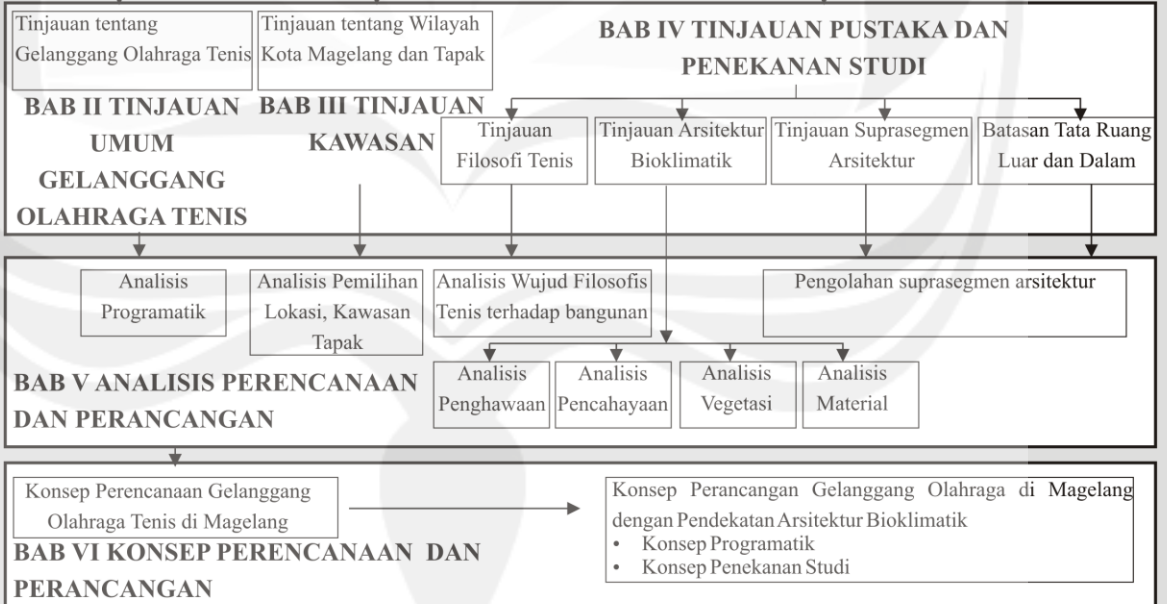 Tinjauan tentang
Gelanggang Olahraga Tenis
BAB II TINJAUAN
UMUM
GELANGGANG
OLAHRAGA TENIS
Tinjauan tentang Wilayah
Kota Magelang dan Tapak
BAB III TINJAUAN
KAWASAN
BAB IV TINJAUAN PUSTAKA DAN
PENEKANAN STUDI
Tinjauan
Filosofi Tenis
Tinjauan Arsitektur
Bioklimatik
Tinjauan Suprasegmen
Arsitektur
Batasan Tata Ruang
Luar dan Dalam
Analisis
Programatik
Analisis Pemilihan
Lokasi, Kawasan
Tapak
Analisis Wujud Filosofis
Tenis terhadap bangunan
Pengolahan suprasegmen arsitektur
Analisis
Penghawaan
Analisis
Pencahayaan
Analisis
Vegetasi
Analisis
Material
BAB V ANALISIS PERENCANAAN
DAN PERANCANGAN
Konsep Perencanaan Gelanggang
Olahraga Tenis di Magelang
BAB VI KONSEP PERENCANAAN DAN
PERANCANGAN
Konsep Perancangan Gelanggang Olahraga di Magelang
dengan Pendekatan Arsitektur Bioklimatik
• Konsep Programatik
• Konsep Penekanan Studi